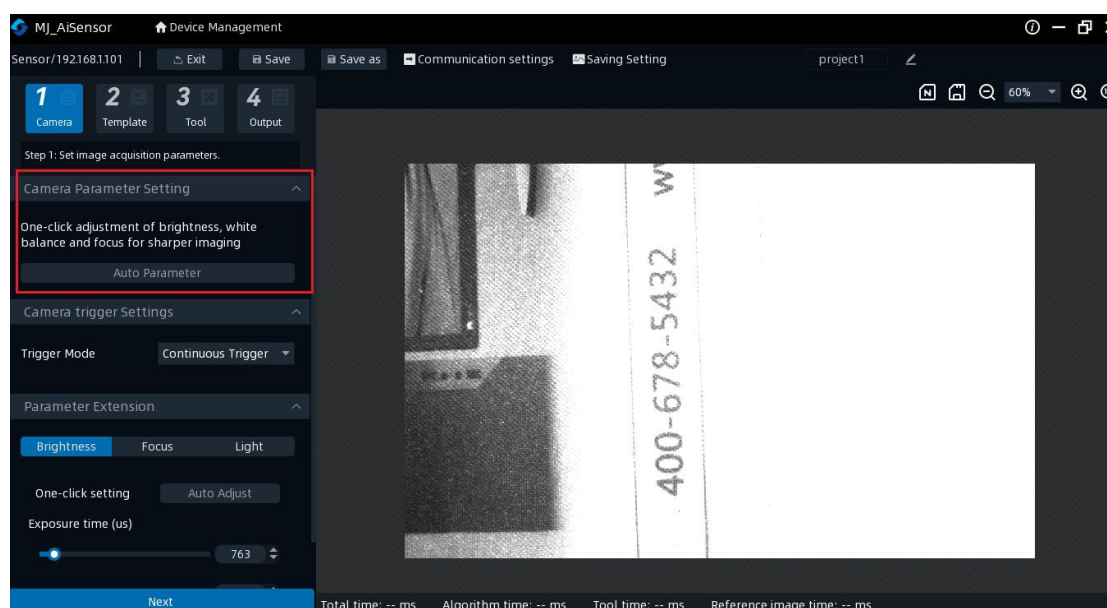 MJ_AiSensor Device Management
Sensor/192.168.1.101 Exit Save Save as Communication settings Saving Setting project1
1 2 3 4
Camera Template Tool Output
60%
Step 1: Set image acquisition parameters.
Camera Parameter Setting
One-click adjustment of brightness, white
balance and focus for sharper imaging
Auto Parameter
Camera trigger Settings
Trigger Mode Continuous Trigger
Parameter Extension
Brightness Focus Light
One-click setting Auto Adjust
Exposure time (us)
763
Next
400-678-5432
Total time: -- ms Algorithm time: -- ms Tool time: -- ms Reference image time: -- ms